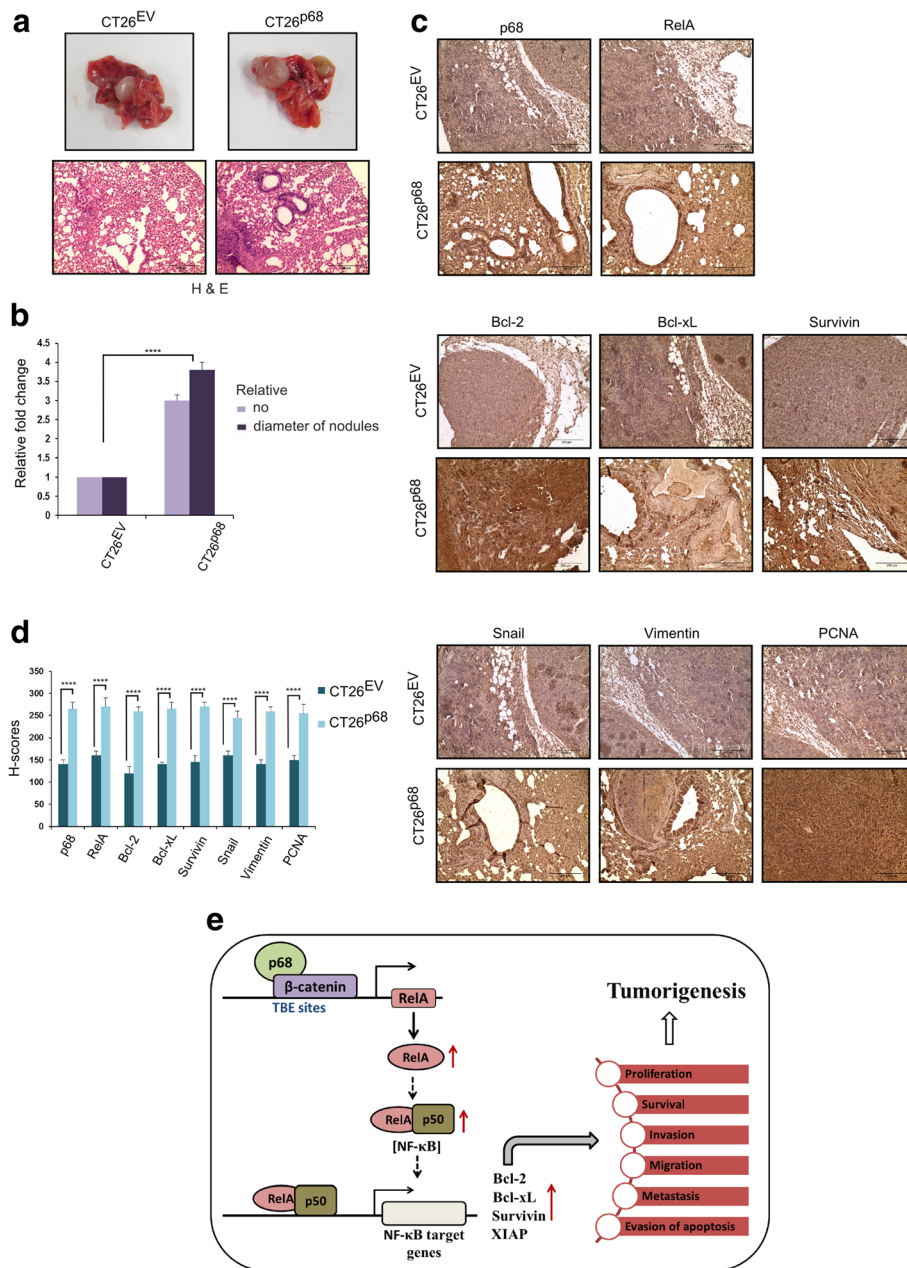 a
CT26EV
CT26p68
H & E
b
Relative fold change
4.5
4
3.5
3
2.5
2
1.5
1
0.5
0
****
CT26EV
CT26p68
Relative
no
diameter of nodules
c
p68
RelA
CT26EV
CT26p68
Bcl-2
Bcl-xL
Survivin
CT26EV
CT26p68
Snail
Vimentin
PCNA
CT26EV
CT26p68
d
H-scores
350
300
250
200
150
100
50
0
**** **** **** **** **** **** **** ****
p68
RelA
Bcl-2
Bcl-xL
Survivin
Snail
Vimentin
PCNA
CT26EV
CT26p68
e
p68
β-catenin
TBE sites
RelA
RelA
RelA p50
[NF-κB]
RelA p50
NF-κB target
genes
Bcl-2
Bcl-xL
Survivin
XIAP
Tumorigenesis
Proliferation
Survival
Invasion
Migration
Metastasis
Evasion of apoptosis